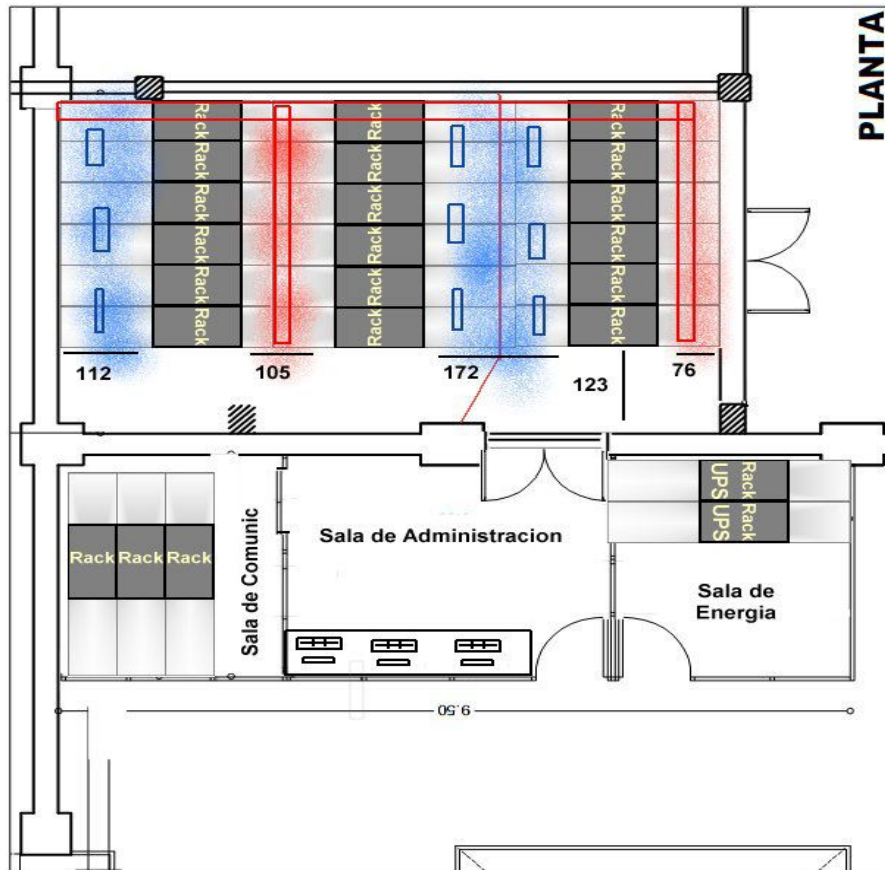 PLANTA
Rack Rack Rack
Rack Rack Rack
Rack Rack Rack
Rack Rack Rack
Rack Rack Rack
Rack Rack Rack
112
105
172
123
76
Rack Rack Rack
Sala de Comunic
Sala de Administracion
UPS Rack
UPS Rack
Sala de
Energia
9.50